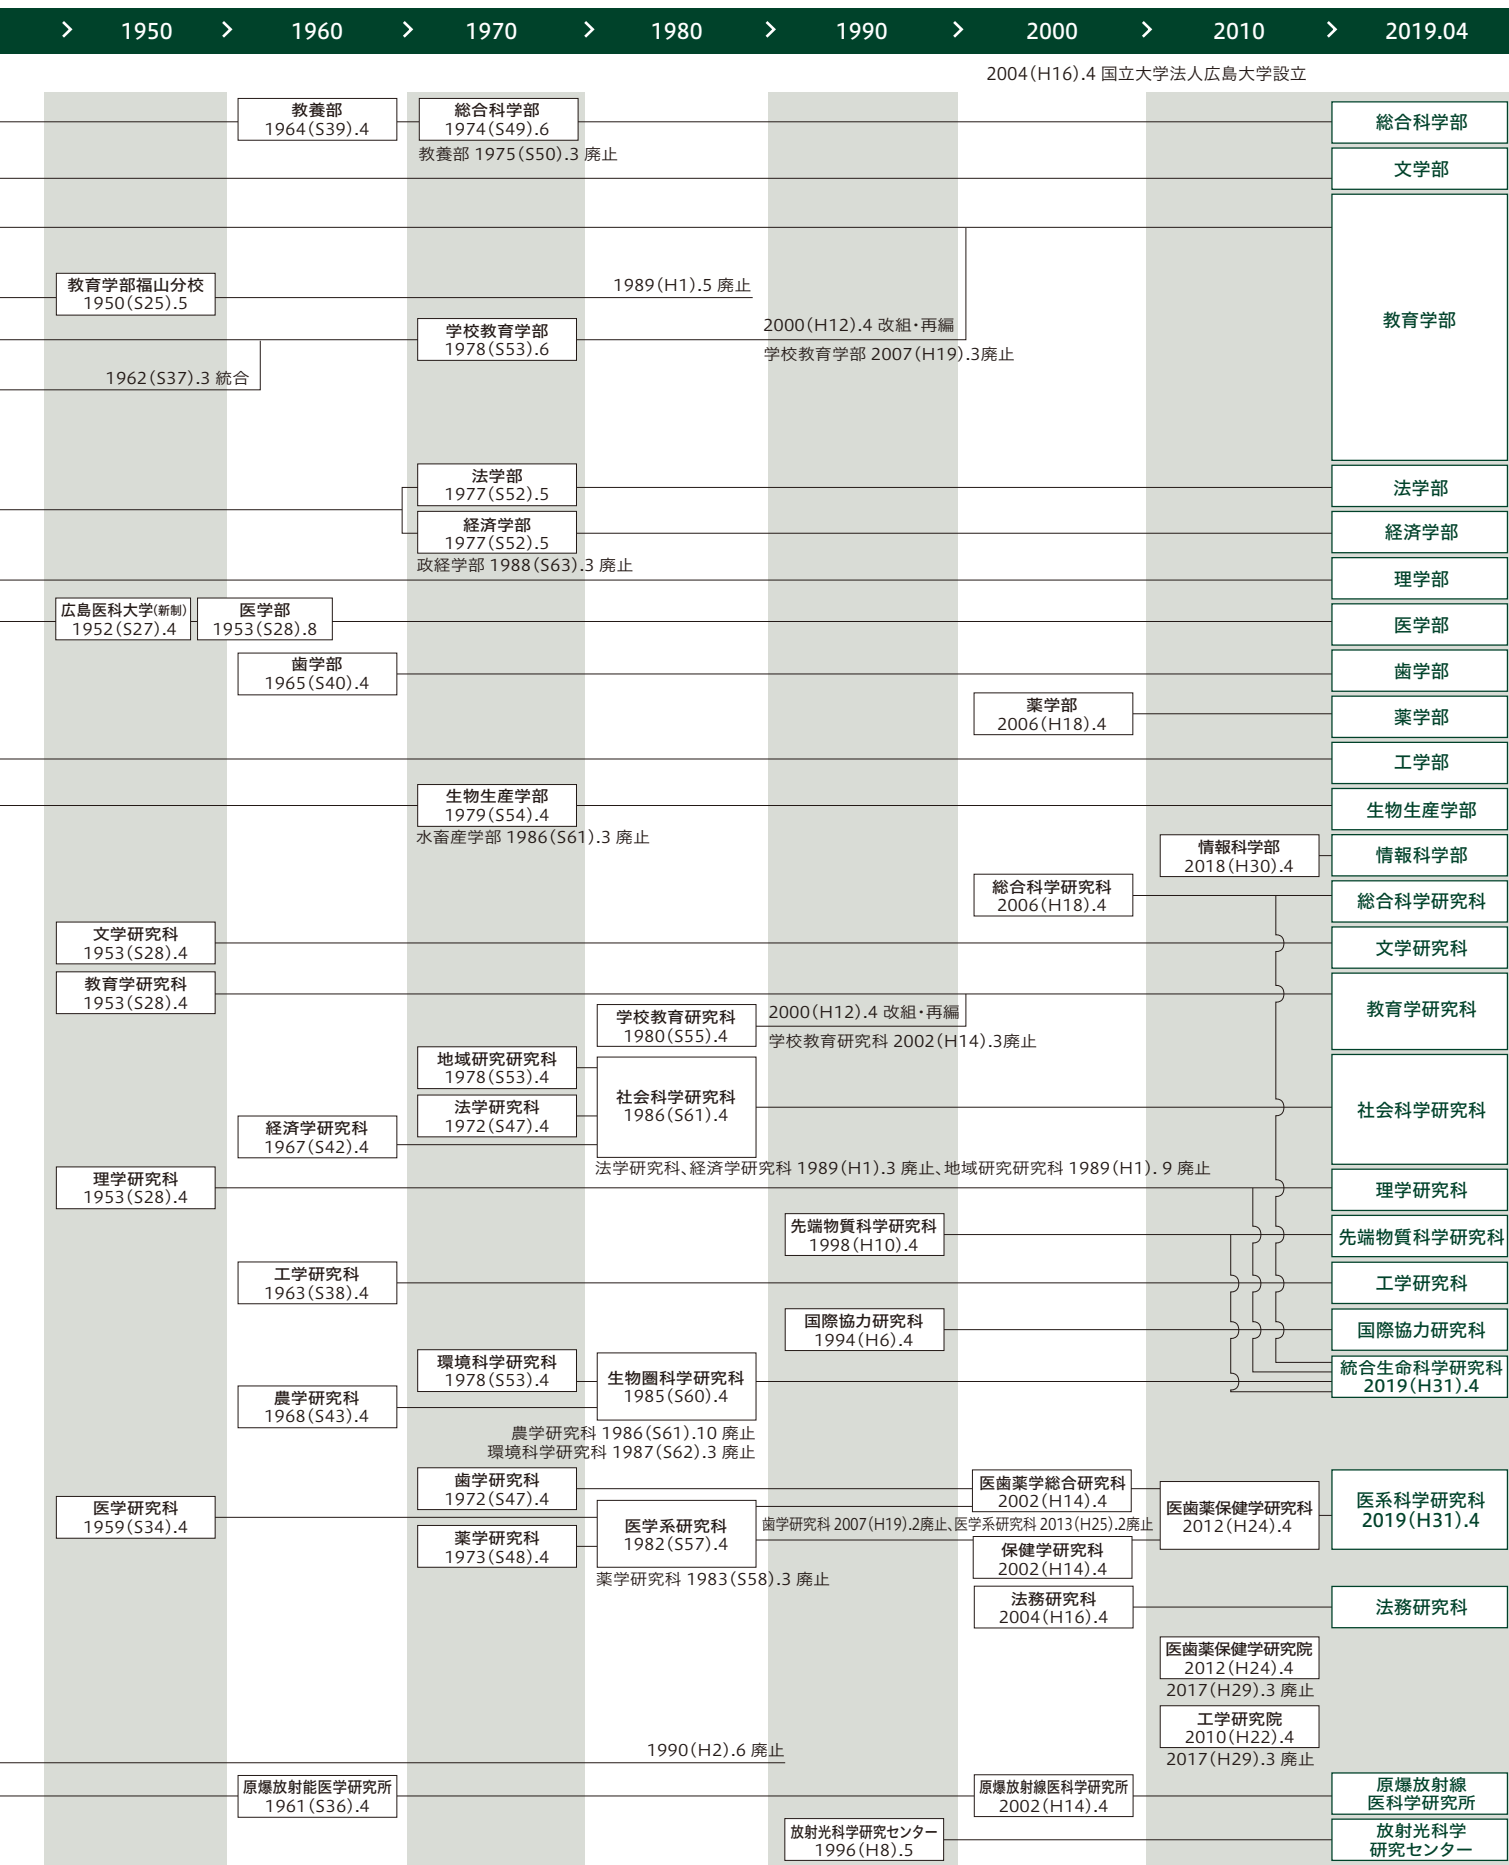 > 1950 > 1960 > 1970 > 1980 > 1990 > 2000 > 2010 > 2019.04
2004(H16).4 国立大学法人広島大学設立
教養部
1964(S39).4
総合科学部
1974(S49).6
教養部 1975(S50).3 廃止
総合科学部
文学部
教育学部福山分校
1950(S25).5
1989(H1).5 廃止
学校教育学部
1978(S53).6
2000(H12).4 改組・再編
学校教育学部 2007(H19).3廃止
1962(S37).3 統合
教育学部
法学部
1977(S52).5
法学部
経済学部
1977(S52).5
政経学部 1988(S63).3 廃止
経済学部
理学部
広島医科大学(新制)
1952(S27).4
医学部
1953(S28).8
医学部
歯学部
1965(S40).4
歯学部
薬学部
2006(H18).4
薬学部
工学部
生物生産学部
1979(S54).4
水畜産学部 1986(S61).3 廃止
生物生産学部
情報科学部
2018(H30).4
情報科学部
総合科学研究科
2006(H18).4
総合科学研究科
文学研究科
1953(S28).4
文学研究科
教育学研究科
1953(S28).4
学校教育研究科
1980(S55).4
2000(H12).4 改組・再編
学校教育研究科 2002(H14).3廃止
教育学研究科
地域研究研究科
1978(S53).4
法学研究科
1972(S47).4
経済学研究科
1967(S42).4
社会科学研究科
1986(S61).4
法学研究科、経済学研究科 1989(H1).3 廃止、地域研究研究科 1989(H1). 9 廃止
社会科学研究科
理学研究科
1953(S28).4
理学研究科
先端物質科学研究科
1998(H10).4
先端物質科学研究科
工学研究科
1963(S38).4
工学研究科
国際協力研究科
1994(H6).4
国際協力研究科
環境科学研究科
1978(S53).4
農学研究科
1968(S43).4
生物圏科学研究科
1985(S60).4
農学研究科 1986(S61).10 廃止
環境科学研究科 1987(S62).3 廃止
統合生命科学研究科
2019(H31).4
歯学研究科
1972(S47).4
医学研究科
1959(S34).4
薬学研究科
1973(S48).4
医学系研究科
1982(S57).4
薬学研究科 1983(S58).3 廃止
歯学研究科 2007(H19).2廃止、医学系研究科 2013(H25).2廃止
医歯薬学総合研究科
2002(H14).4
保健学研究科
2002(H14).4
医歯薬保健学研究科
2012(H24).4
医系科学研究科
2019(H31).4
法務研究科
2004(H16).4
法務研究科
医歯薬保健学研究院
2012(H24).4
2017(H29).3 廃止
工学研究院
2010(H22).4
2017(H29).3 廃止
1990(H2).6 廃止
原爆放射能医学研究所
1961(S36).4
原爆放射線医科学研究所
2002(H14).4
原爆放射線
医科学研究所
放射光科学研究センター
1996(H8).5
放射光科学
研究センター